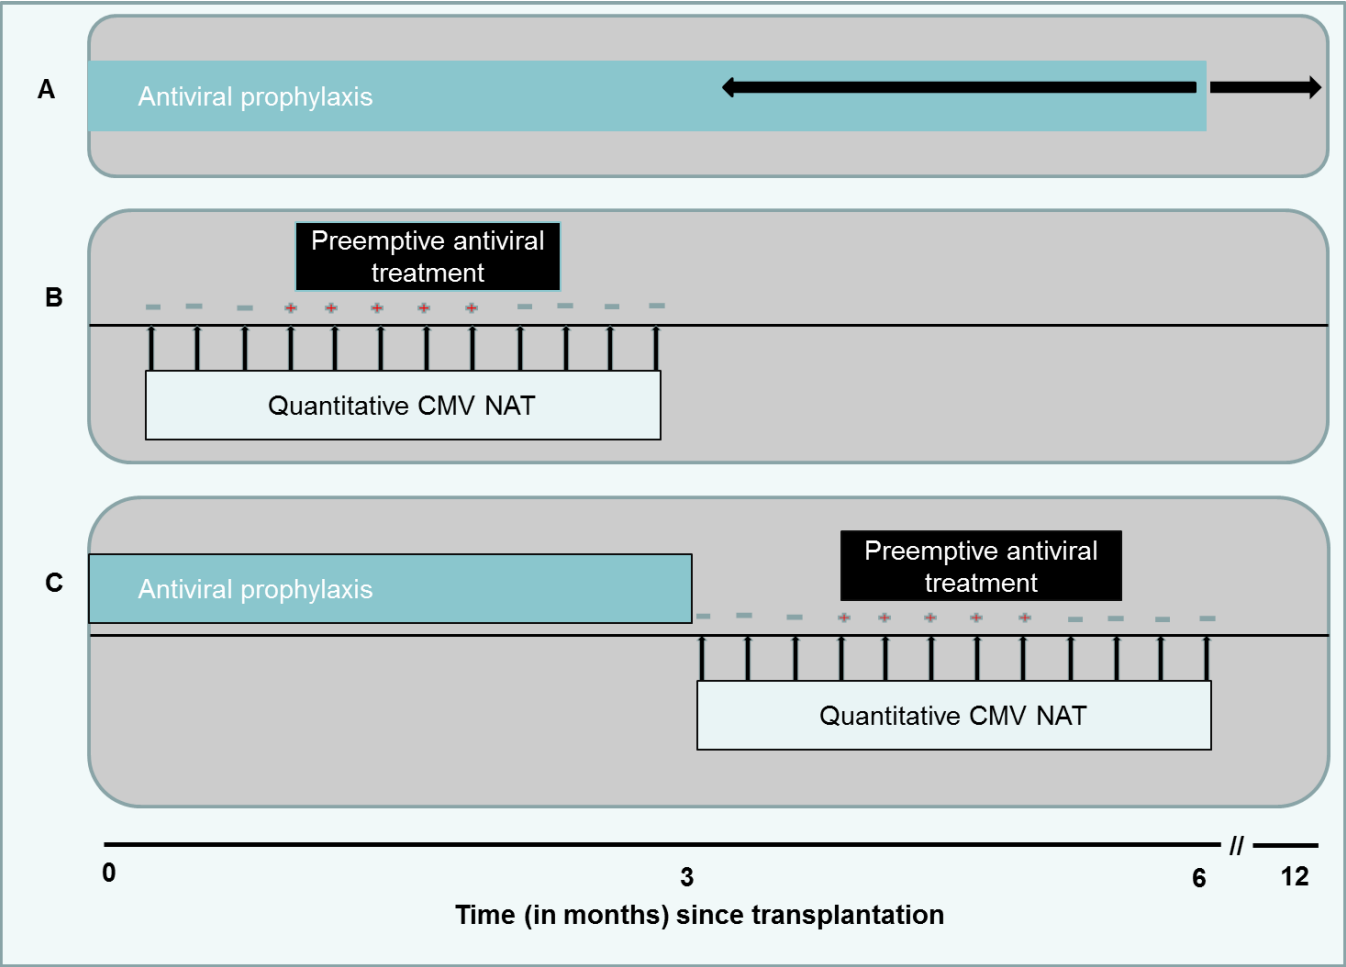 A
Antiviral prophylaxis
B
Preemptive antiviral
treatment
- - - + + + + + - - - -
Quantitative CMV NAT
C
Antiviral prophylaxis
Preemptive antiviral
treatment
- - - + + + + + - - - -
Quantitative CMV NAT
0 3 6 // 12
Time (in months) since transplantation